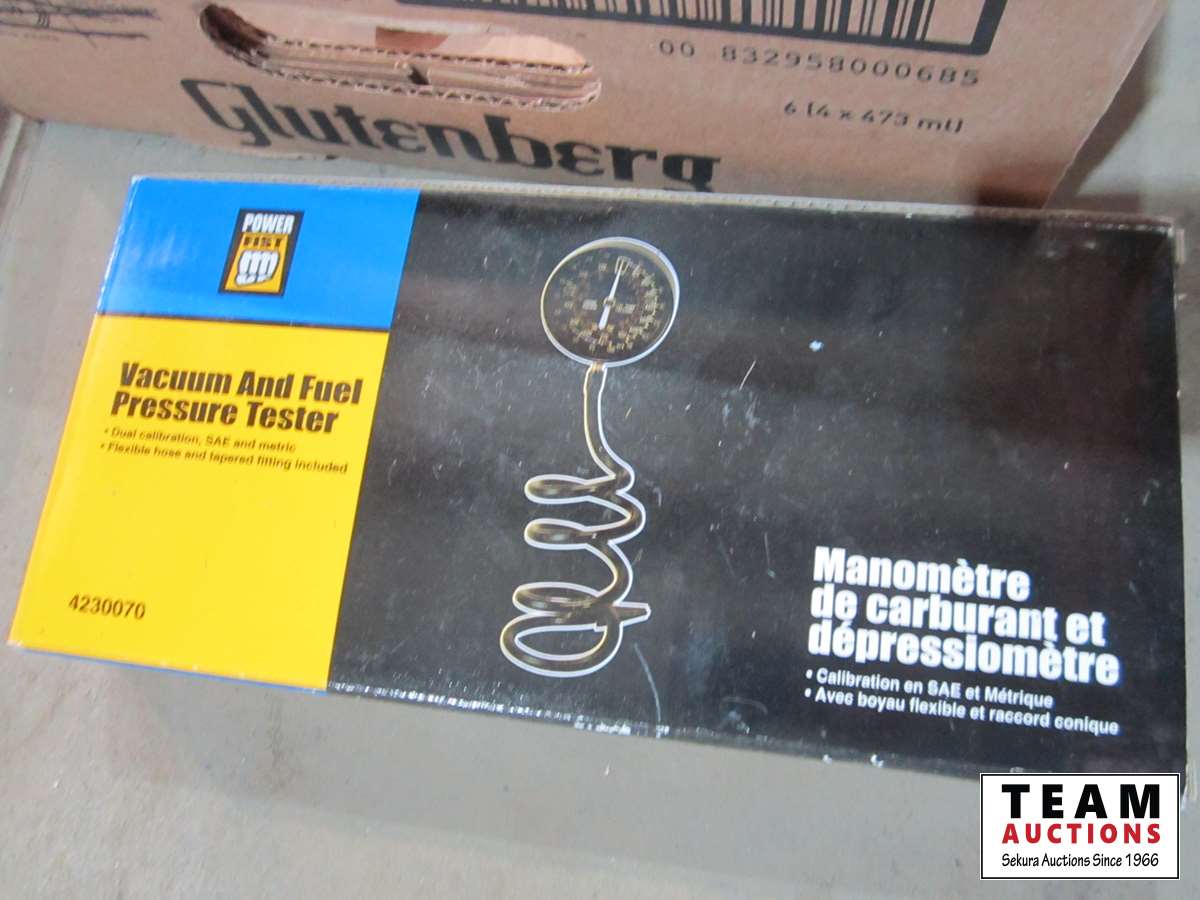 00 832958000685
6 (4 x 473 ml)
Glutenberg
POWER
FIST
Vacuum And Fuel
Pressure Tester
• Dual calibration, SAE and metric
• Flexible hose and tapered fitting included
4230070
Manomètre
de carburant et
dépressiomètre
• Calibration en SAE et Métrique
• Avec boyau flexible et raccord conique
TEAM
AUCTIONS
Sekura Auctions Since 1966